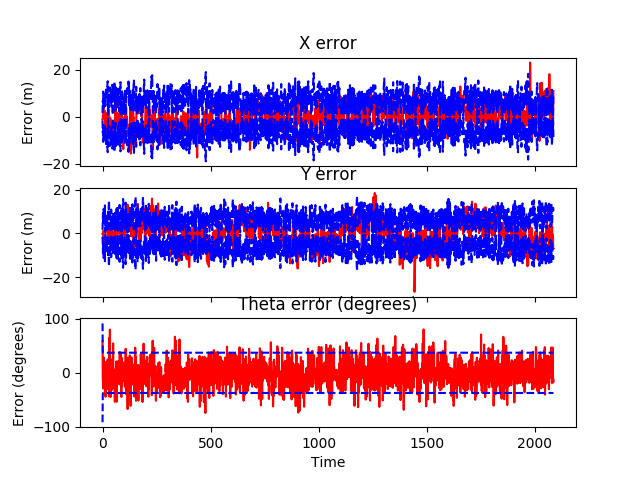 X error
20
0
−20
Error (m)
Y error
20
0
−20
Error (m)
Theta error (degrees)
100
0
−100
Error (degrees)
0 500 1000 1500 2000
Time